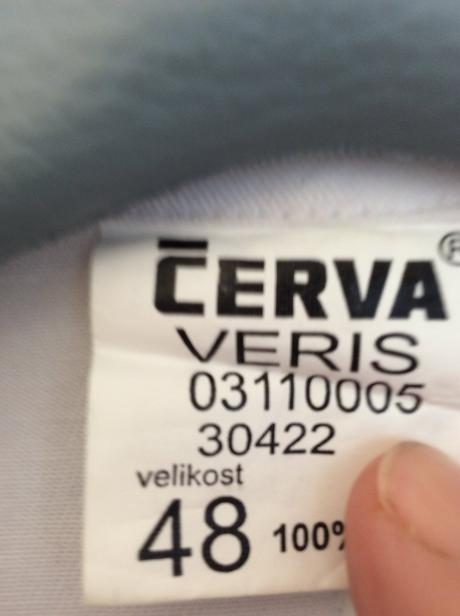 ČERVA®
VERIS
03110005
30422
velikost
48 100%